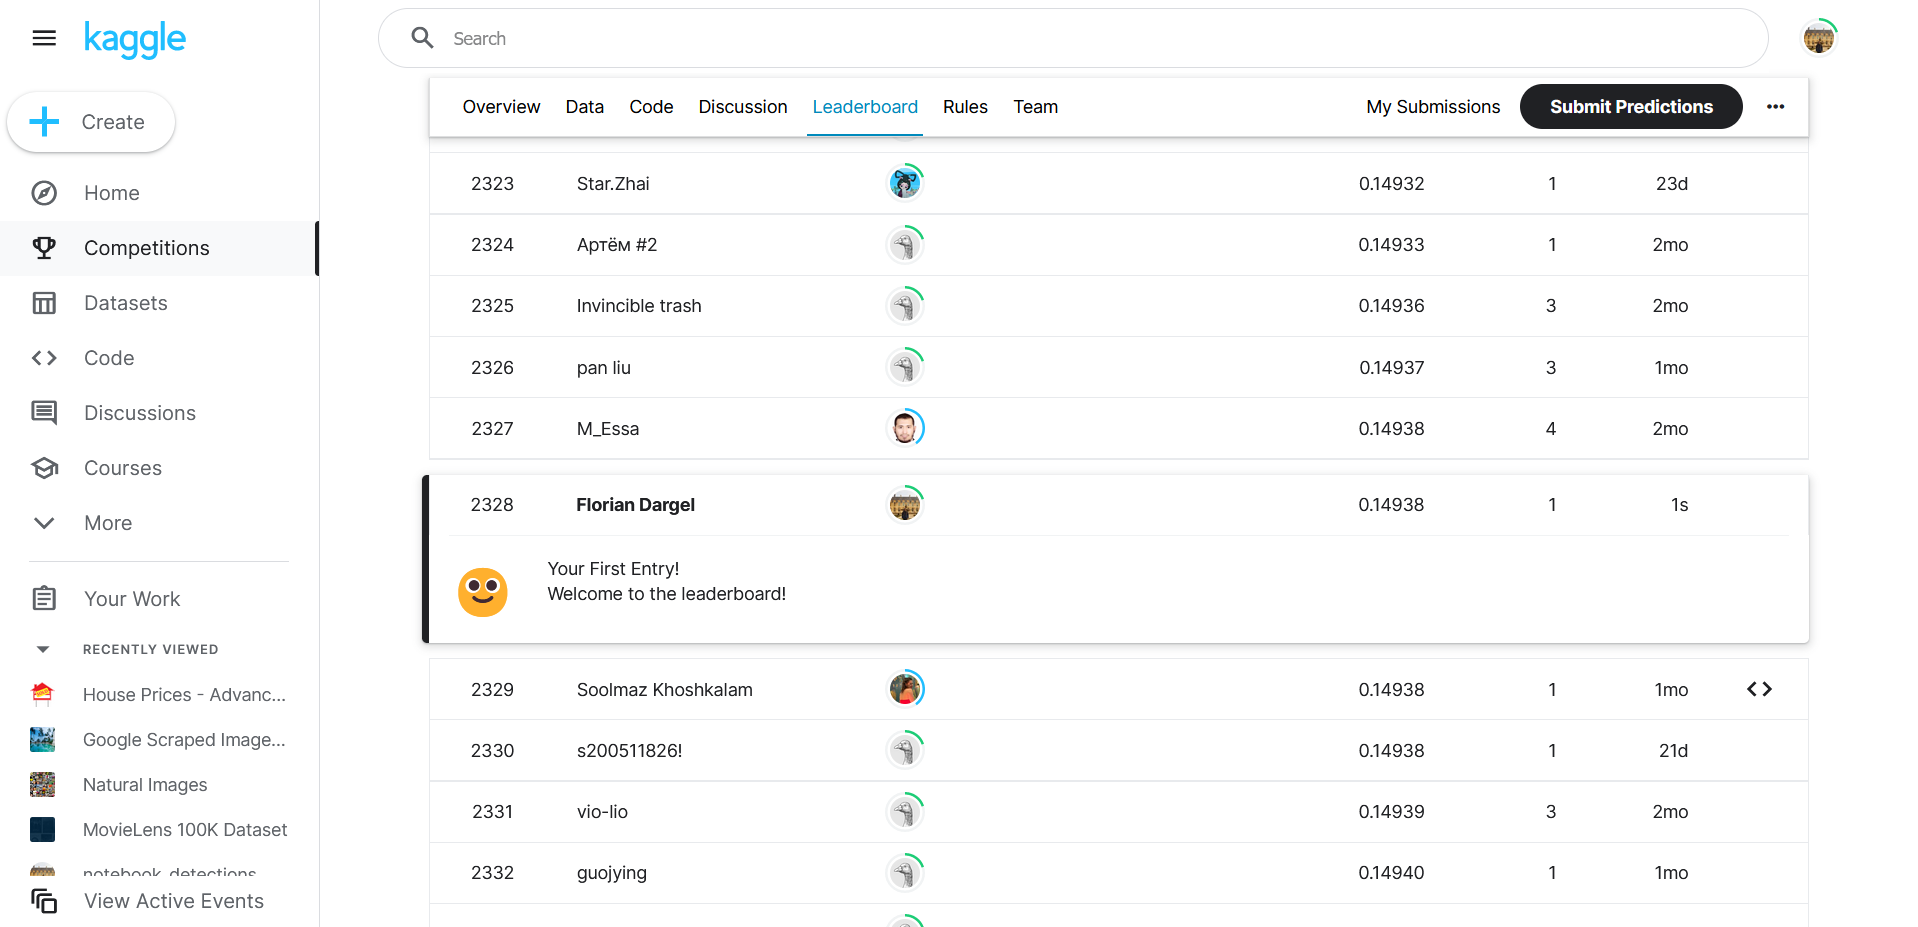 kaggle
Search
Create
Home
Competitions
Datasets
Code
Discussions
Courses
More
Your Work
RECENTLY VIEWED
House Prices - Advanc...
Google Scraped Image...
Natural Images
MovieLens 100K Dataset
notebook_detections
View Active Events
Overview Data Code Discussion Leaderboard Rules Team My Submissions Submit Predictions
2323 Star.Zhai 0.14932 1 23d
2324 Артём #2 0.14933 1 2mo
2325 Invincible trash 0.14936 3 2mo
2326 pan liu 0.14937 3 1mo
2327 M_Essa 0.14938 4 2mo
2328 Florian Dargel 0.14938 1 1s
Your First Entry!
Welcome to the leaderboard!
2329 Soolmaz Khoshkalam 0.14938 1 1mo
2330 s200511826! 0.14938 1 21d
2331 vio-lio 0.14939 3 2mo
2332 guojying 0.14940 1 1mo